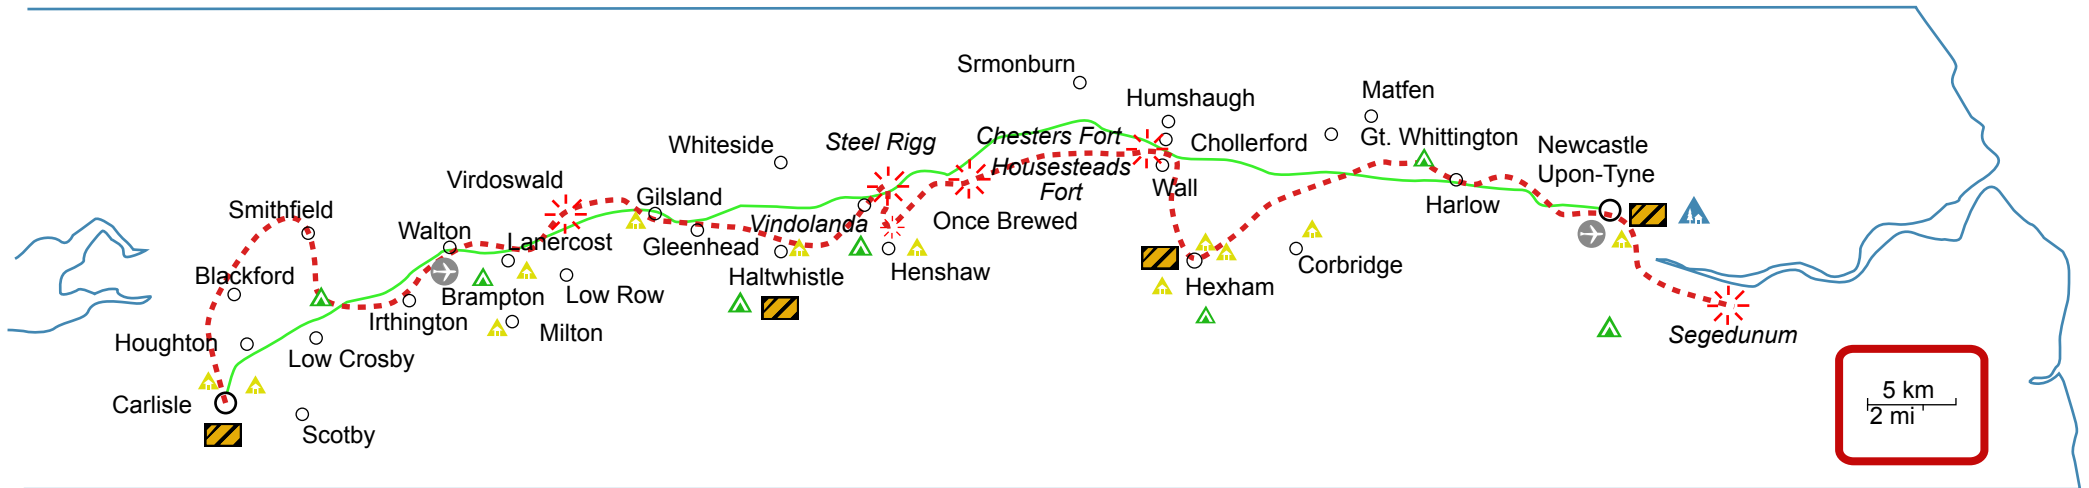 Srmonburn
Matfen
Humshaugh
Steel Rigg
Chesters Fort
Chollerford
Gt. Whittington
Newcastle
Upon-Tyne
Whiteside
Housesteads
Fort
Virdoswald
Gilsland
Wall
Smithfield
Walton
Lanercost
Vindolanda
Once Brewed
Harlow
Gleenhead
Blackford
Brampton
Low Row
Haltwhistle
Henshaw
Hexham
Corbridge
Irthington
Milton
Segedunum
Houghton
Low Crosby
Carlisle
Scotby
5 km
2 mi